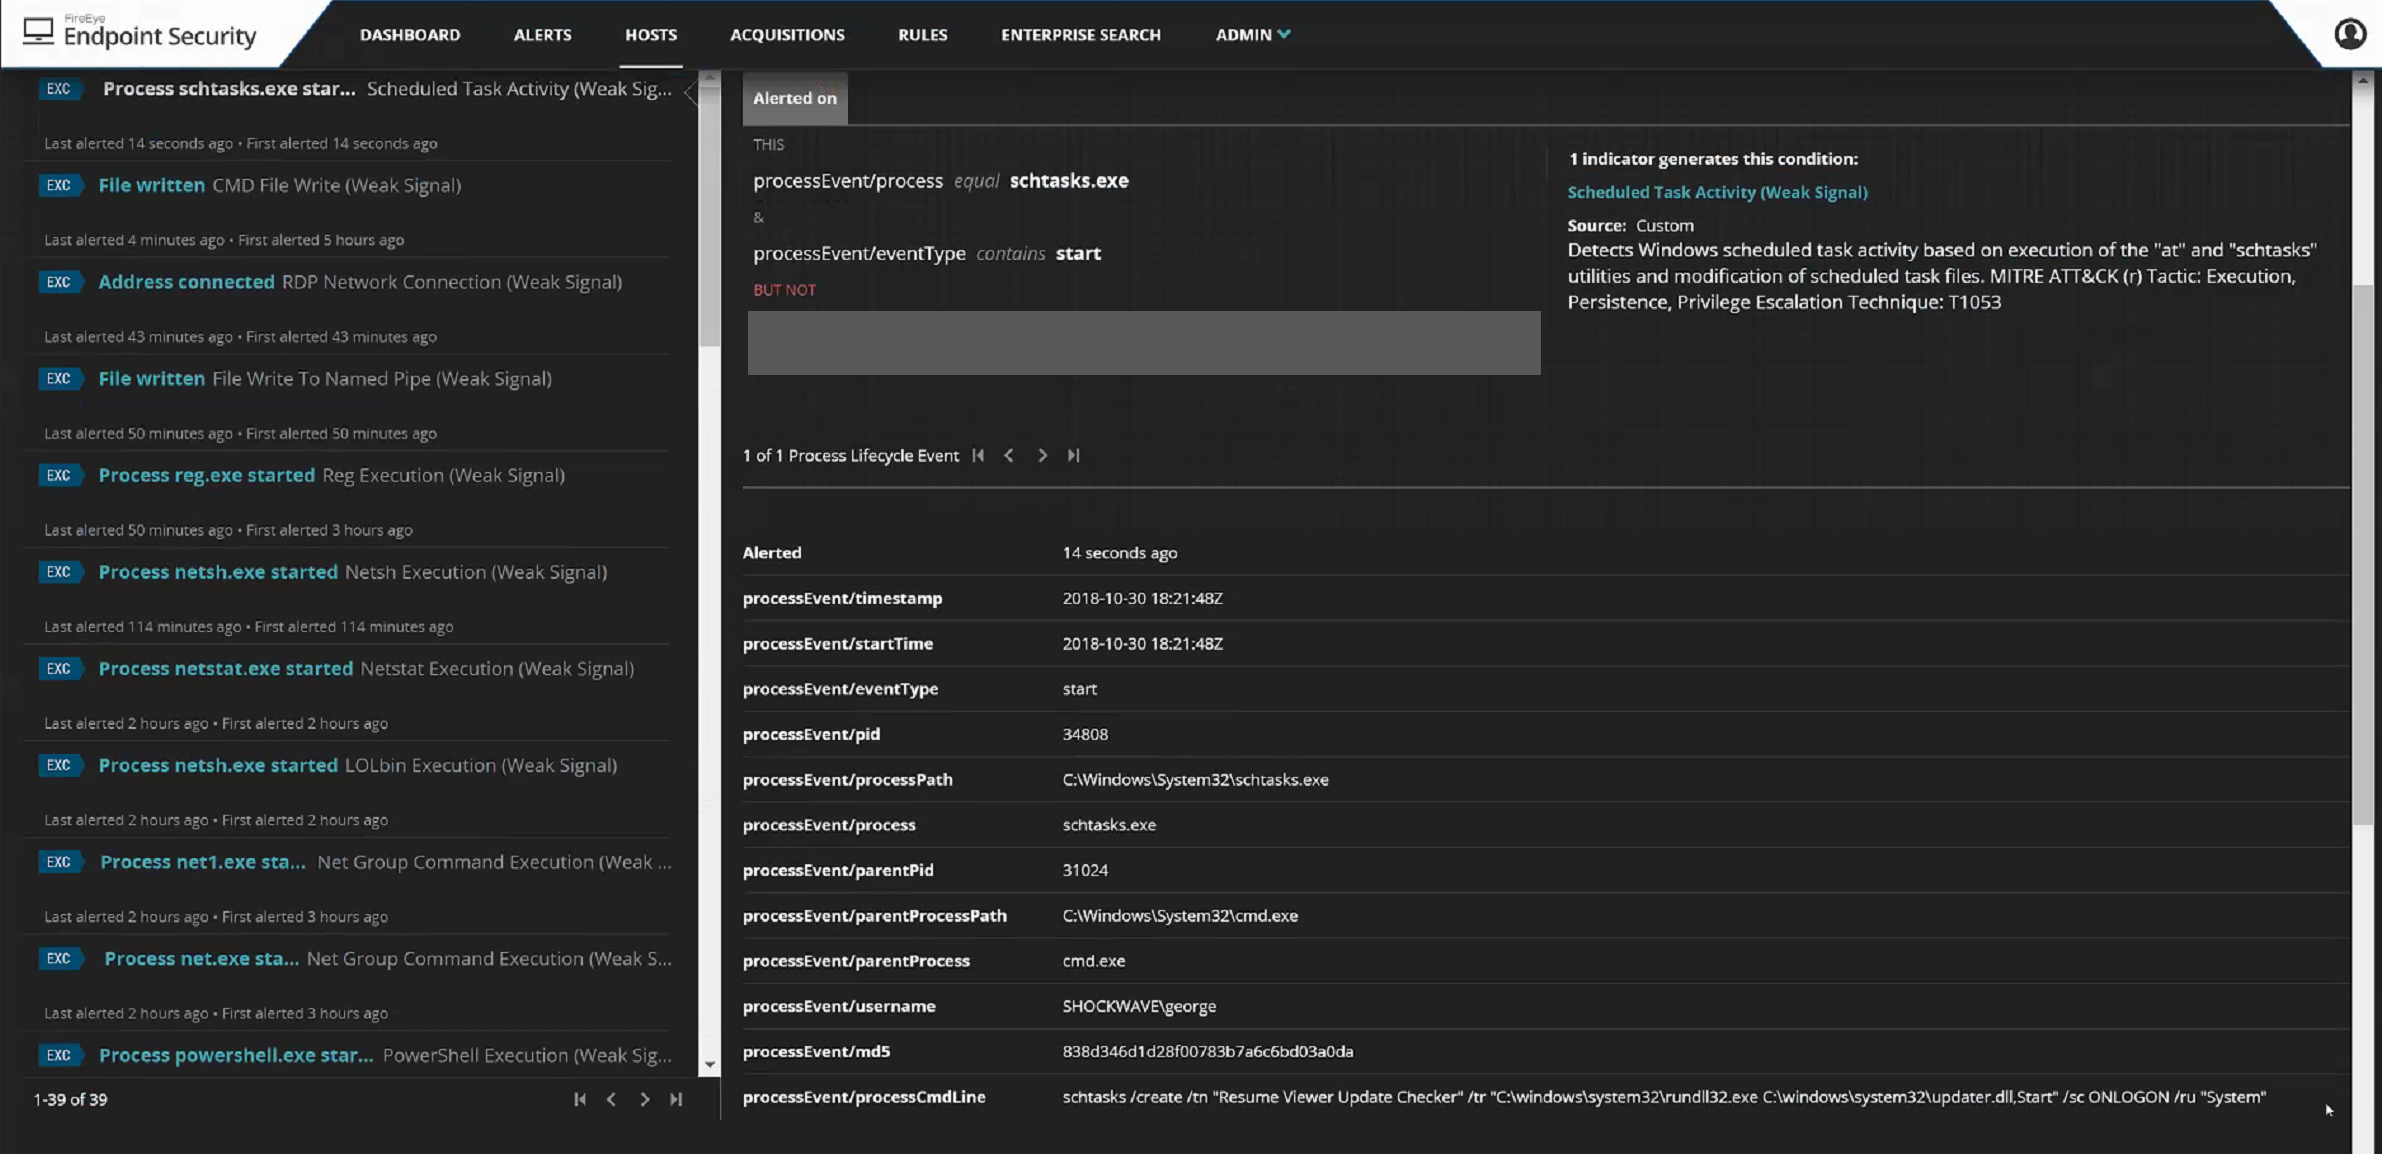 FireEye
Endpoint Security
DASHBOARD
ALERTS
HOSTS
ACQUISITIONS
RULES
ENTERPRISE SEARCH
ADMIN
EXC Process schtasks.exe star... Scheduled Task Activity (Weak Sig...
Last alerted 14 seconds ago • First alerted 14 seconds ago
EXC File written CMD File Write (Weak Signal)
Last alerted 4 minutes ago • First alerted 5 hours ago
EXC Address connected RDP Network Connection (Weak Signal)
Last alerted 43 minutes ago • First alerted 43 minutes ago
EXC File written File Write To Named Pipe (Weak Signal)
Last alerted 50 minutes ago • First alerted 50 minutes ago
EXC Process reg.exe started Reg Execution (Weak Signal)
Last alerted 50 minutes ago • First alerted 3 hours ago
EXC Process netsh.exe started Netsh Execution (Weak Signal)
Last alerted 114 minutes ago • First alerted 114 minutes ago
EXC Process netstat.exe started Netstat Execution (Weak Signal)
Last alerted 2 hours ago • First alerted 2 hours ago
EXC Process netsh.exe started LOLbin Execution (Weak Signal)
Last alerted 2 hours ago • First alerted 2 hours ago
EXC Process net1.exe sta... Net Group Command Execution (Weak ...
Last alerted 2 hours ago • First alerted 3 hours ago
EXC Process net.exe sta... Net Group Command Execution (Weak S...
Last alerted 2 hours ago • First alerted 3 hours ago
EXC Process powershell.exe star... PowerShell Execution (Weak Sig...
1-39 of 39
Alerted on
THIS
processEvent/process equal schtasks.exe
&
processEvent/eventType contains start
BUT NOT
1 indicator generates this condition:
Scheduled Task Activity (Weak Signal)
Source: Custom
Detects Windows scheduled task activity based on execution of the "at" and "schtasks"
utilities and modification of scheduled task files. MITRE ATT&CK (r) Tactic: Execution,
Persistence, Privilege Escalation Technique: T1053
1 of 1 Process Lifecycle Event
Alerted 14 seconds ago
processEvent/timestamp 2018-10-30 18:21:48Z
processEvent/startTime 2018-10-30 18:21:48Z
processEvent/eventType start
processEvent/pid 34808
processEvent/processPath C:\Windows\System32\schtasks.exe
processEvent/process schtasks.exe
processEvent/parentPid 31024
processEvent/parentProcessPath C:\Windows\System32\cmd.exe
processEvent/parentProcess cmd.exe
processEvent/username SHOCKWAVE\george
processEvent/md5 838d346d1d28f00783b7a6c6bd03a0da
processEvent/processCmdLine schtasks /create /tn "Resume Viewer Update Checker" /tr "C:\windows\system32\rundll32.exe C:\windows\system32\updater.dll,Start" /sc ONLOGON /ru "System"